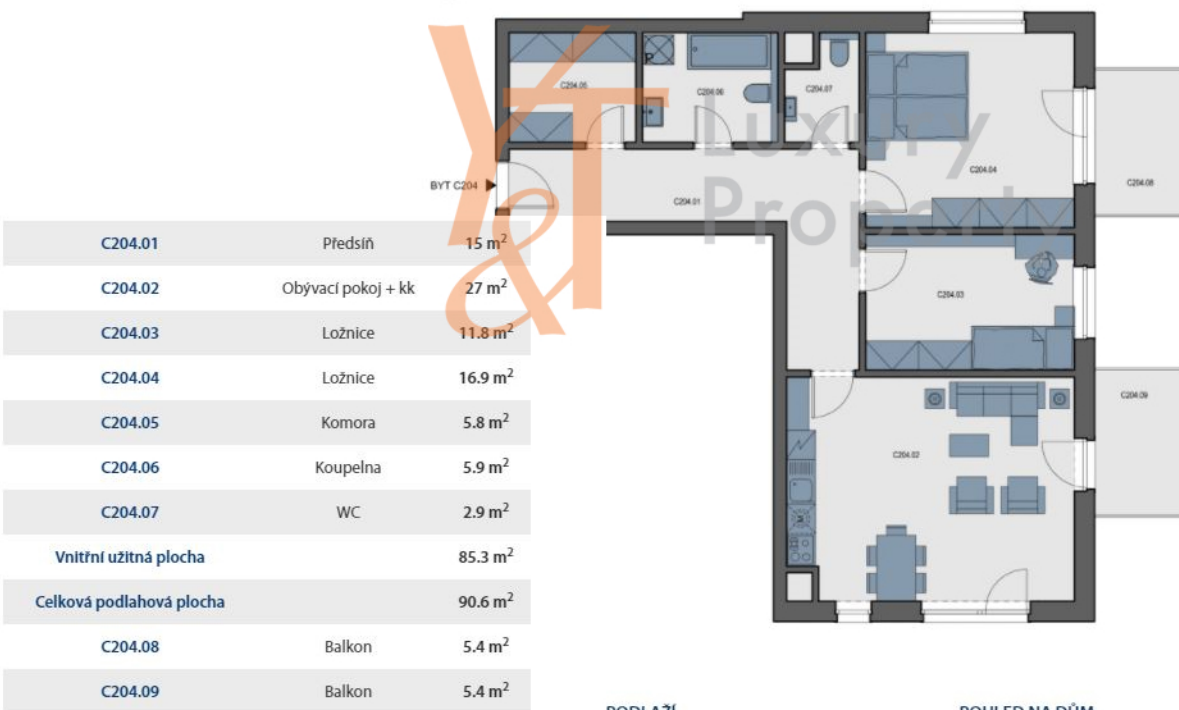 Y&T Luxury
Property
BYT C204
C204.05
C204.06
C204.07
C204.04
C204.08
C204.01
C204.03
C204.09
C204.02
P
M
C204.01 Předsíň 15 m²
C204.02 Obývací pokoj + kk 27 m²
C204.03 Ložnice 11.8 m²
C204.04 Ložnice 16.9 m²
C204.05 Komora 5.8 m²
C204.06 Koupelna 5.9 m²
C204.07 WC 2.9 m²
Vnitřní užitná plocha 85.3 m²
Celková podlahová plocha 90.6 m²
C204.08 Balkon 5.4 m²
C204.09 Balkon 5.4 m²
PODLAŽÍ POHLED NA DŮM